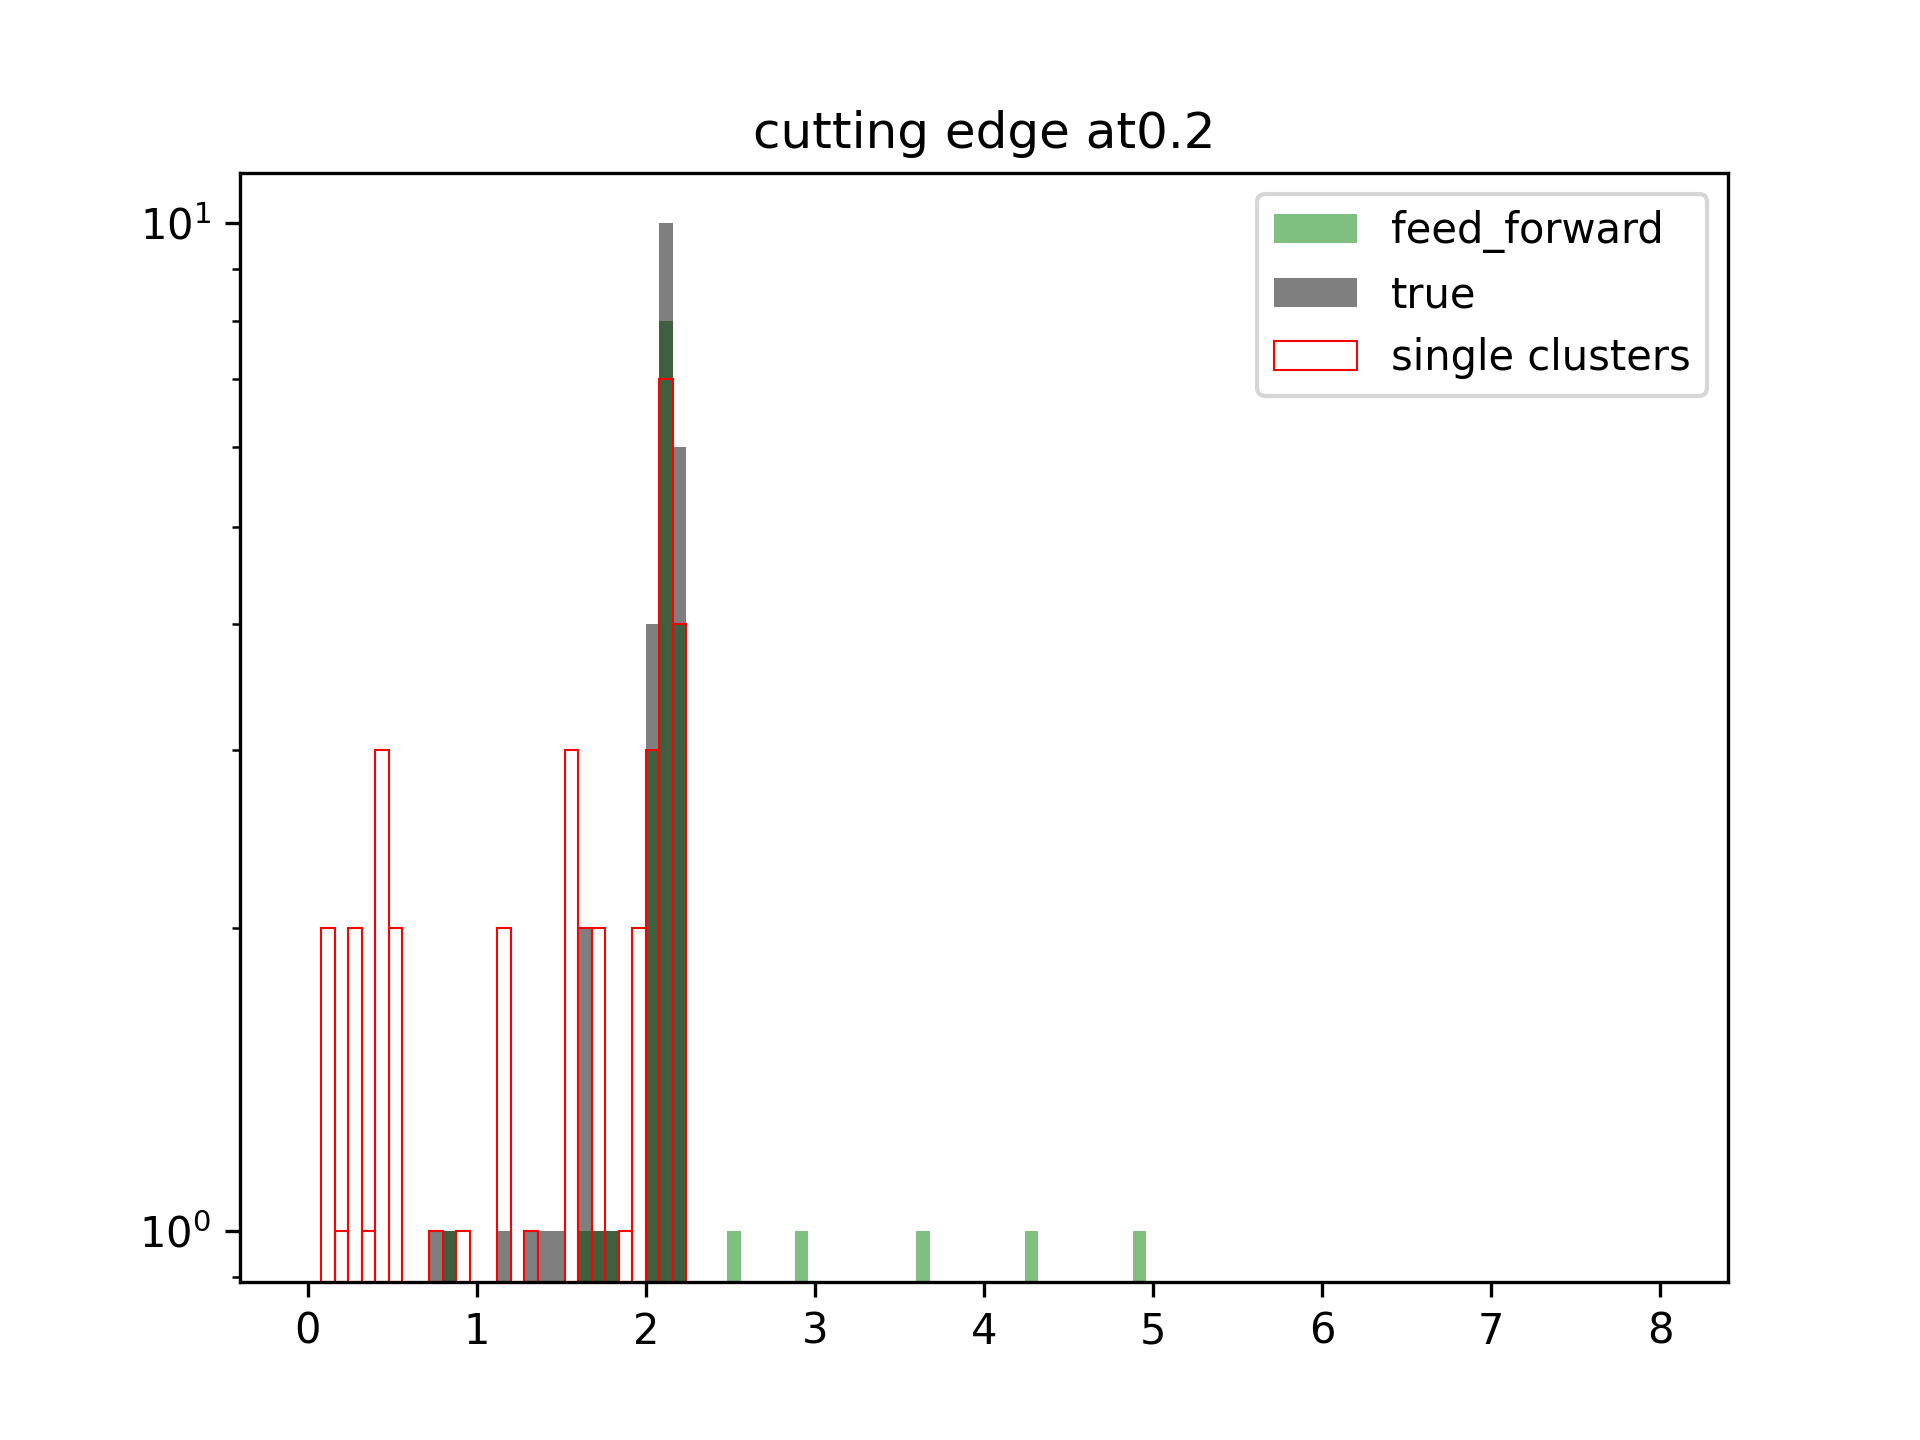 cutting edge at0.2
10¹
10⁰
feed_forward
true
single clusters
0 1 2 3 4 5 6 7 8